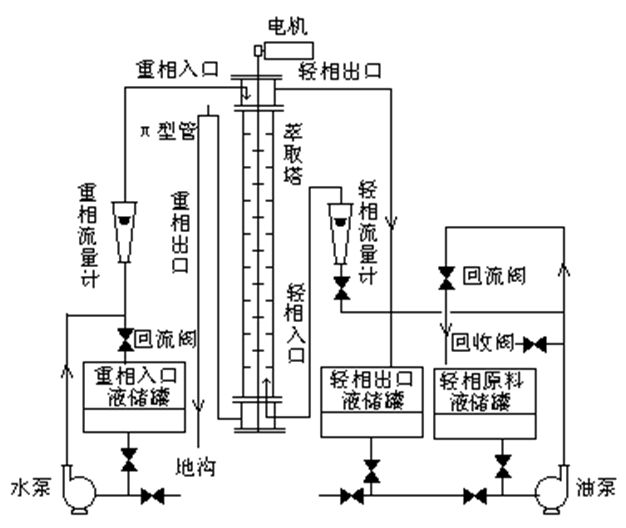 电机
重相入口
轻相出口
π型管
萃取塔
重相流量计
重相出口
轻相流量计
轻相入口
回流阀
回流阀
回收阀
重相入口
液储罐
轻相出口
液储罐
轻相原料
液储罐
地沟
水泵
油泵